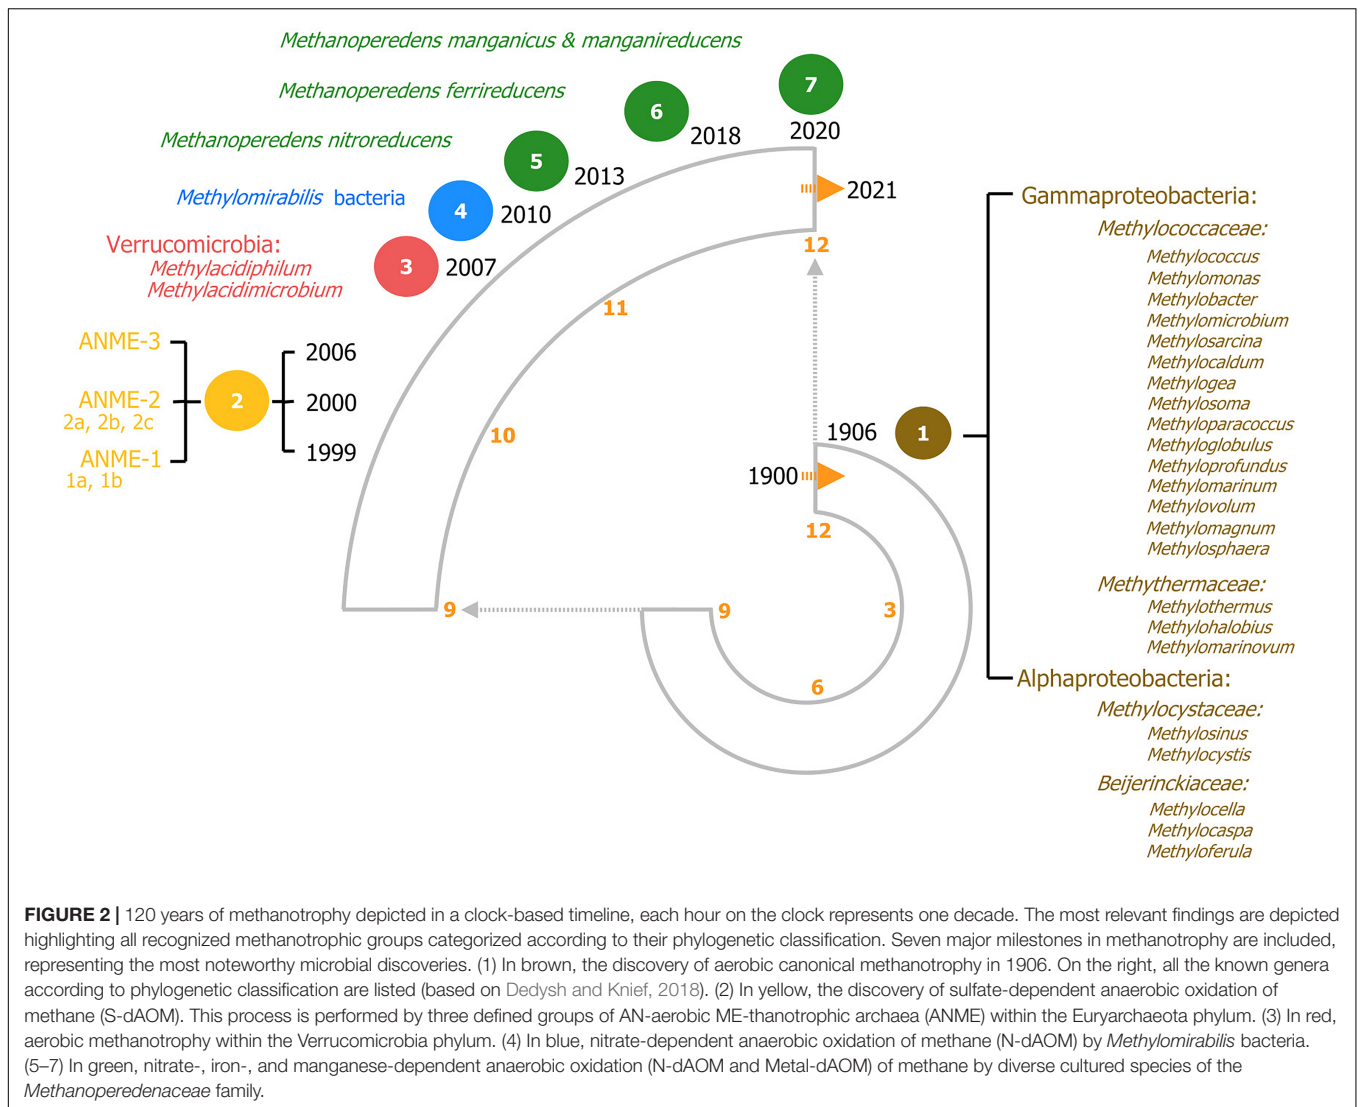 Methanoperedens manganicus & manganireducens
7
2020
Methanoperedens ferrireducens
6
2018
Methanoperedens nitroreducens
5
2013
Methylomirabilis bacteria
4
2010
Verrucomicrobia:
Methylacidiphilum
Methylacidimicrobium
3
2007
ANME-3
ANME-2
2a, 2b, 2c
ANME-1
1a, 1b
2
2006
2000
1999
2021
12
11
10
9
1906
1
1900
12
3
6
9
Gammaproteobacteria:
Methylococcaceae:
Methylococcus
Methylomonas
Methylobacter
Methylomicrobium
Methylosarcina
Methylocaldum
Methylogea
Methylosoma
Methyloparacoccus
Methyloglobulus
Methyloprofundus
Methylomarinum
Methylovolum
Methylomagnum
Methylosphaera
Methythermaceae:
Methylothermus
Methylohalobius
Methylomarinovum
Alphaproteobacteria:
Methylocystaceae:
Methylosinus
Methylocystis
Beijerinckiaceae:
Methylocella
Methylocaspa
Methyloferula
FIGURE 2 | 120 years of methanotrophy depicted in a clock-based timeline, each hour on the clock represents one decade. The most relevant findings are depicted
highlighting all recognized methanotrophic groups categorized according to their phylogenetic classification. Seven major milestones in methanotrophy are included,
representing the most noteworthy microbial discoveries. (1) In brown, the discovery of aerobic canonical methanotrophy in 1906. On the right, all the known genera
according to phylogenetic classification are listed (based on Dedysh and Knief, 2018). (2) In yellow, the discovery of sulfate-dependent anaerobic oxidation of
methane (S-dAOM). This process is performed by three defined groups of AN-aerobic ME-thanotrophic archaea (ANME) within the Euryarchaeota phylum. (3) In red,
aerobic methanotrophy within the Verrucomicrobia phylum. (4) In blue, nitrate-dependent anaerobic oxidation of methane (N-dAOM) by Methylomirabilis bacteria.
(5–7) In green, nitrate-, iron-, and manganese-dependent anaerobic oxidation (N-dAOM and Metal-dAOM) of methane by diverse cultured species of the
Methanoperedenaceae family.